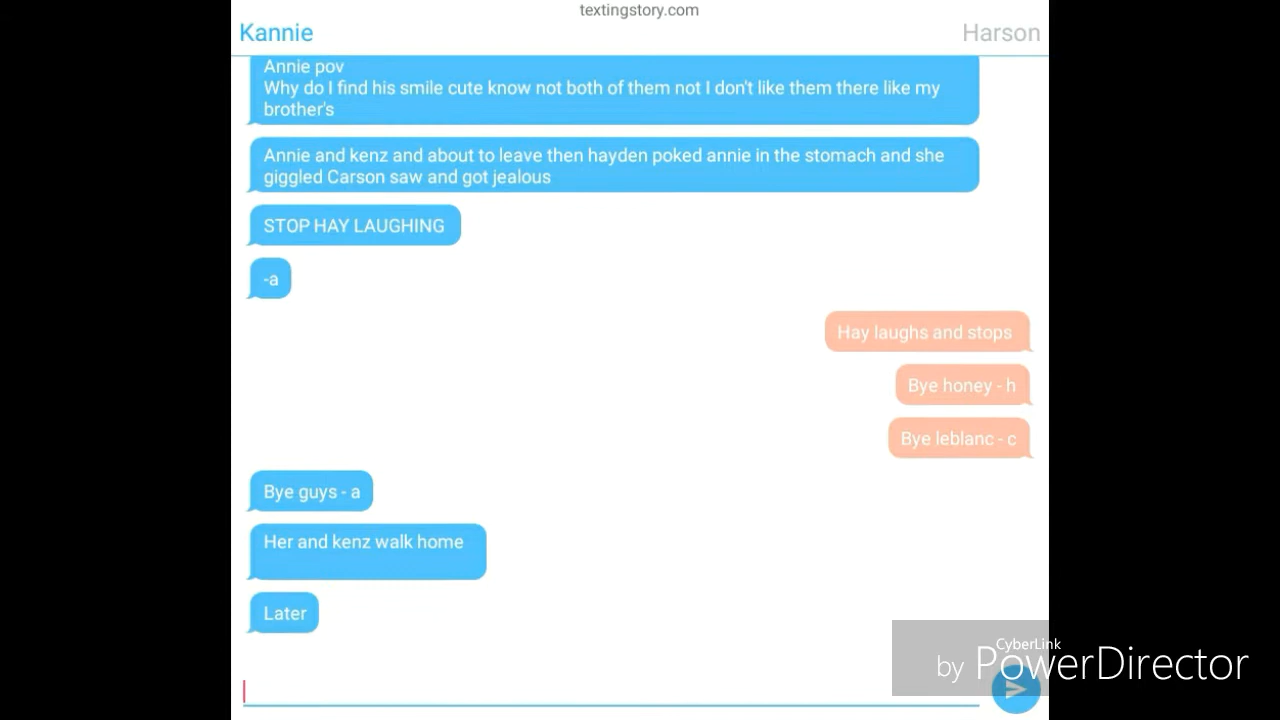 textingstory.com
Kannie
Harson
Annie pov
Why do I find his smile cute know not both of them not I don't like them there like my
brother's
Annie and kenz and about to leave then hayden poked annie in the stomach and she
giggled Carson saw and got jealous
STOP HAY LAUGHING
-a
Hay laughs and stops
Bye honey - h
Bye leblanc - c
Bye guys - a
Her and kenz walk home
Later
CyberLink
by PowerDirector